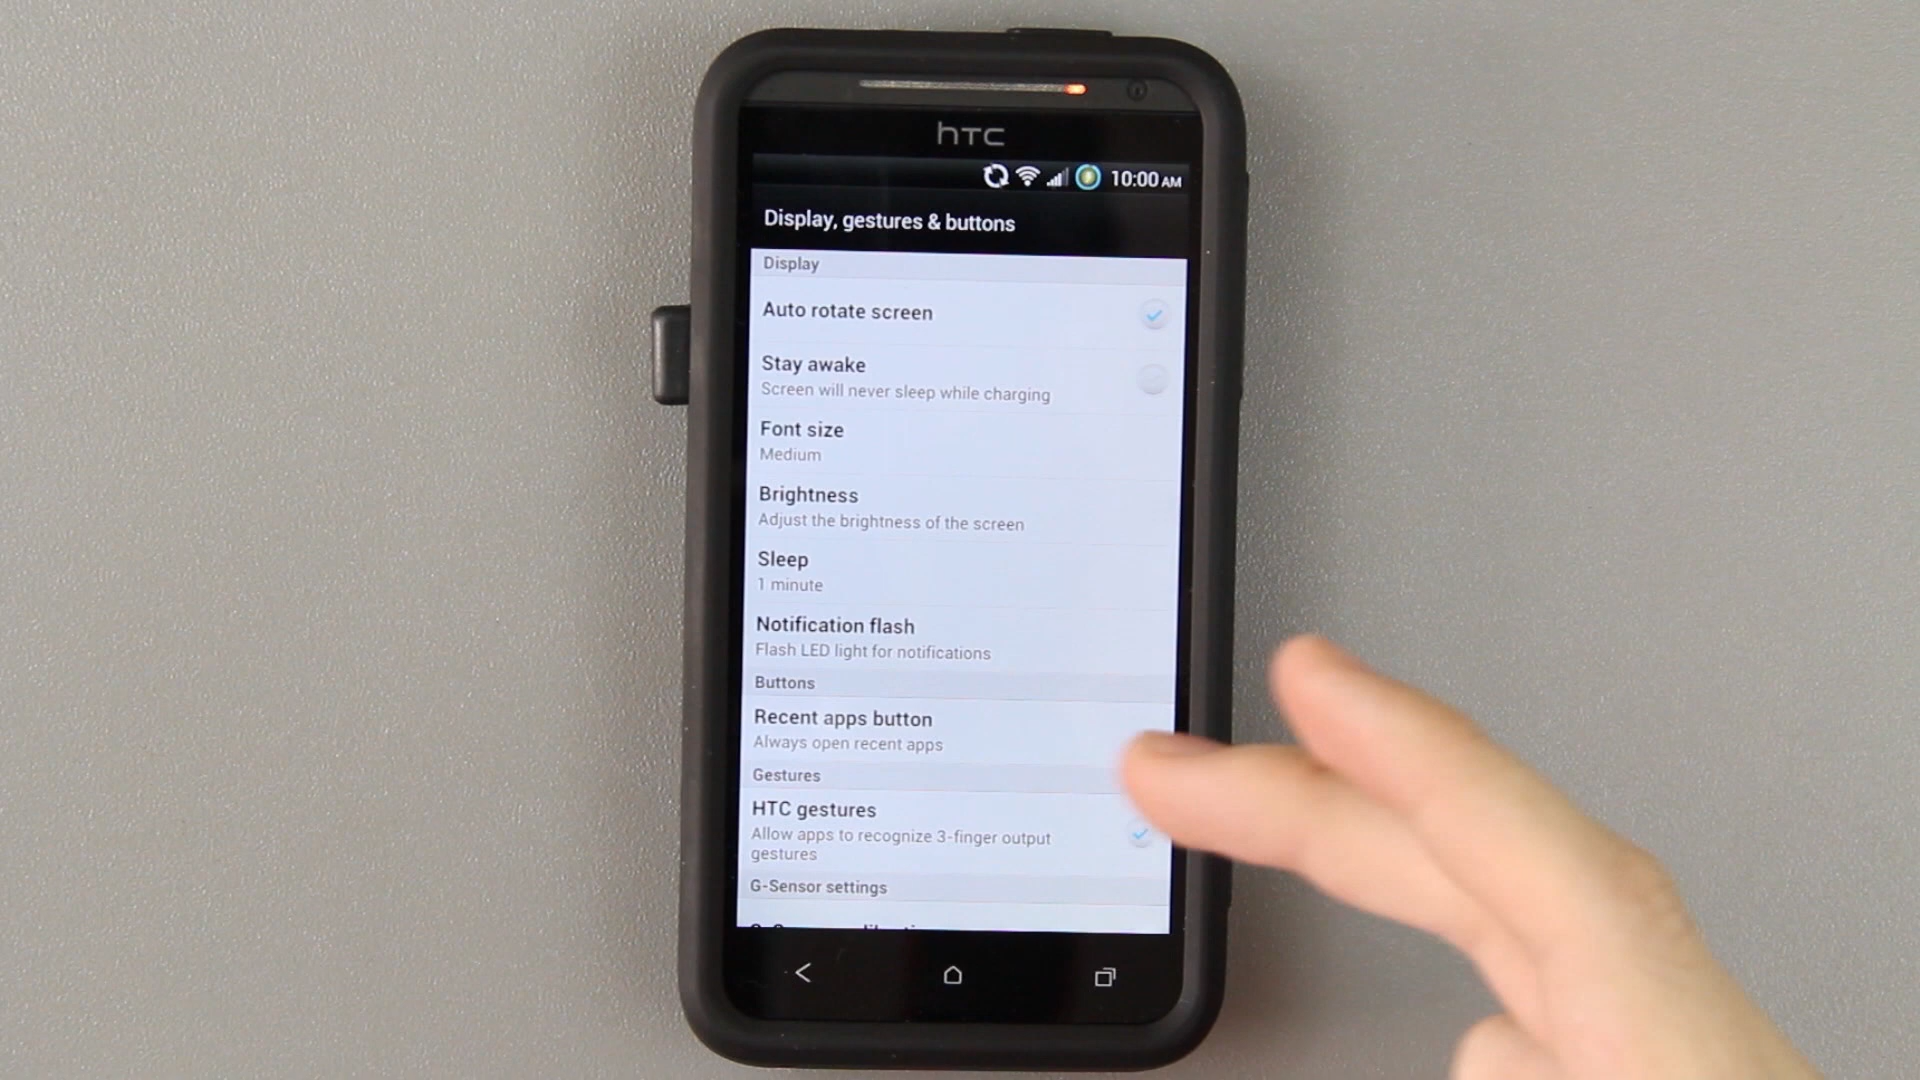 hTC
10:00 AM
Display, gestures & buttons
Display
Auto rotate screen
Stay awake
Screen will never sleep while charging
Font size
Medium
Brightness
Adjust the brightness of the screen
Sleep
1 minute
Notification flash
Flash LED light for notifications
Buttons
Recent apps button
Always open recent apps
Gestures
HTC gestures
Allow apps to recognize 3-finger output
gestures
G-Sensor settings